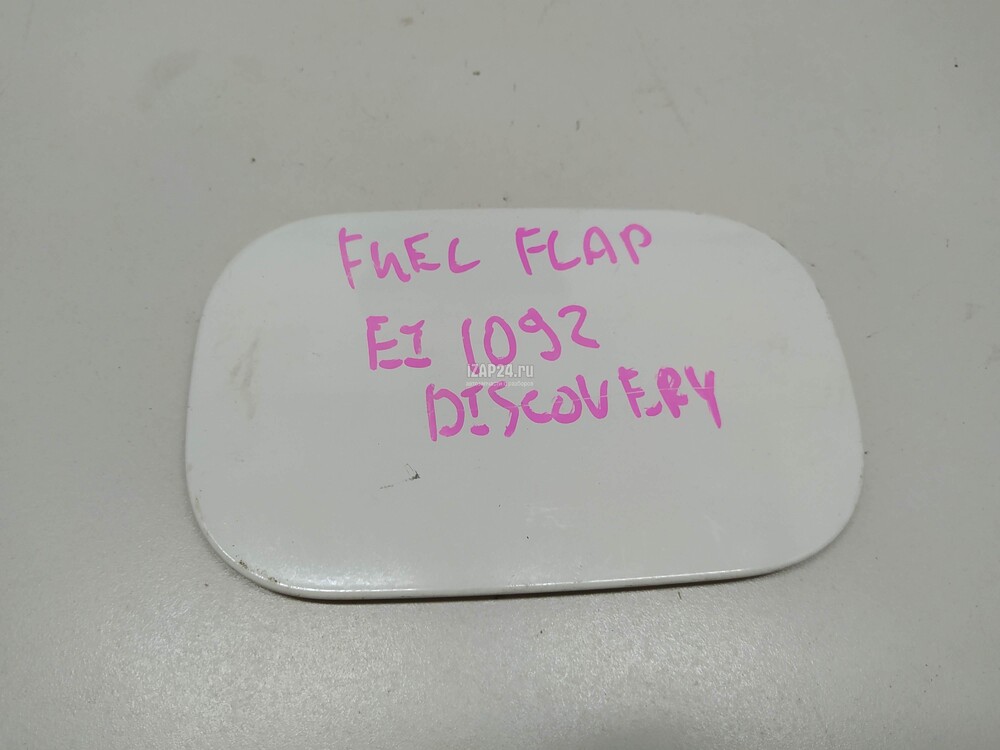 FUEL FLAP
EI 1092
IZAP24.ru
DISCOVERY